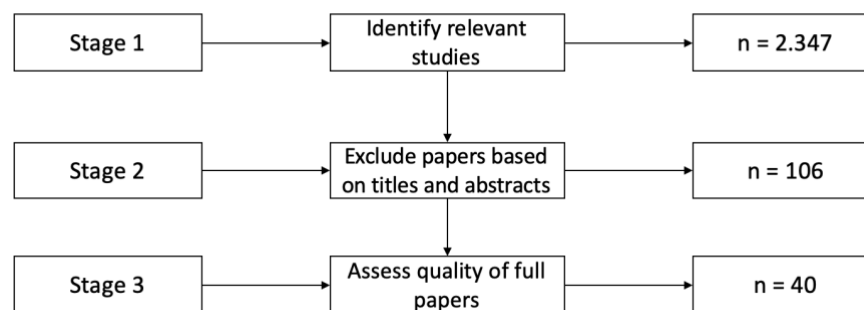 Stage 1
Identify relevant
studies
n = 2.347
Stage 2
Exclude papers based
on titles and abstracts
n = 106
Stage 3
Assess quality of full
papers
n = 40